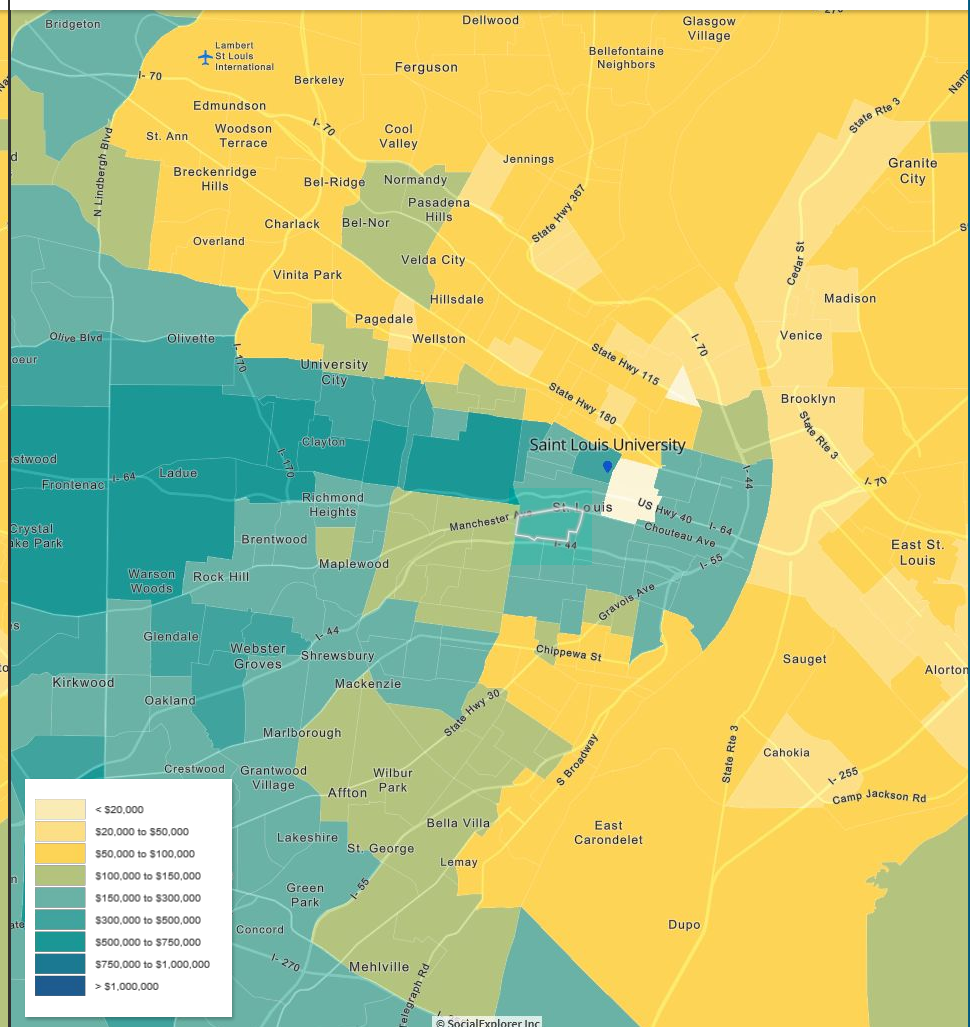 Bridgeton
Dellwood
Glasgow
Village
Lambert
St Louis
International
Bellefontaine
Neighbors
I- 70
Berkeley
Ferguson
State Rte 3
Edmundson
St. Ann
Woodson
Terrace
I- 70
Cool
Valley
Jennings
Granite
City
N Lindbergh Blvd
Breckenridge
Hills
Bel-Ridge
Normandy
Pasadena
Hills
State Hwy 367
Charlack
Bel-Nor
Overland
Velda City
Cedar St
Vinita Park
Hillsdale
Madison
Pagedale
Wellston
Venice
Olive Blvd
Olivette
I- 170
University
City
State Hwy 115
I- 70
State Hwy 180
Brooklyn
State Rte 3
Clayton
Saint Louis University
I- 170
Ladue
I- 64
Frontenac
I- 44
I- 70
Richmond
Heights
St. Louis
US Hwy 40
I- 64
Manchester
Chouteau Ave
Crystal
Brentwood
I- 44
I- 55
East St.
Louis
Maplewood
Warson
Woods
Rock Hill
Gravois Ave
Glendale
I- 44
Webster
Groves
Shrewsbury
Chippewa St
Sauget
Alorton
Kirkwood
Mackenzie
Oakland
State Hwy 30
Marlborough
S Broadway
State Rte 3
Cahokia
Crestwood
Grantwood
Village
Wilbur
Park
I- 255
Affton
Camp Jackson Rd
Bella Villa
East
Carondelet
Lakeshire
St. George
Lemay
Green
Park
I- 55
Concord
Dupo
I- 270
Mehlville
Telegraph Rd
< $20,000
$20,000 to $50,000
$50,000 to $100,000
$100,000 to $150,000
$150,000 to $300,000
$300,000 to $500,000
$500,000 to $750,000
$750,000 to $1,000,000
> $1,000,000
© SocialExplorer Inc